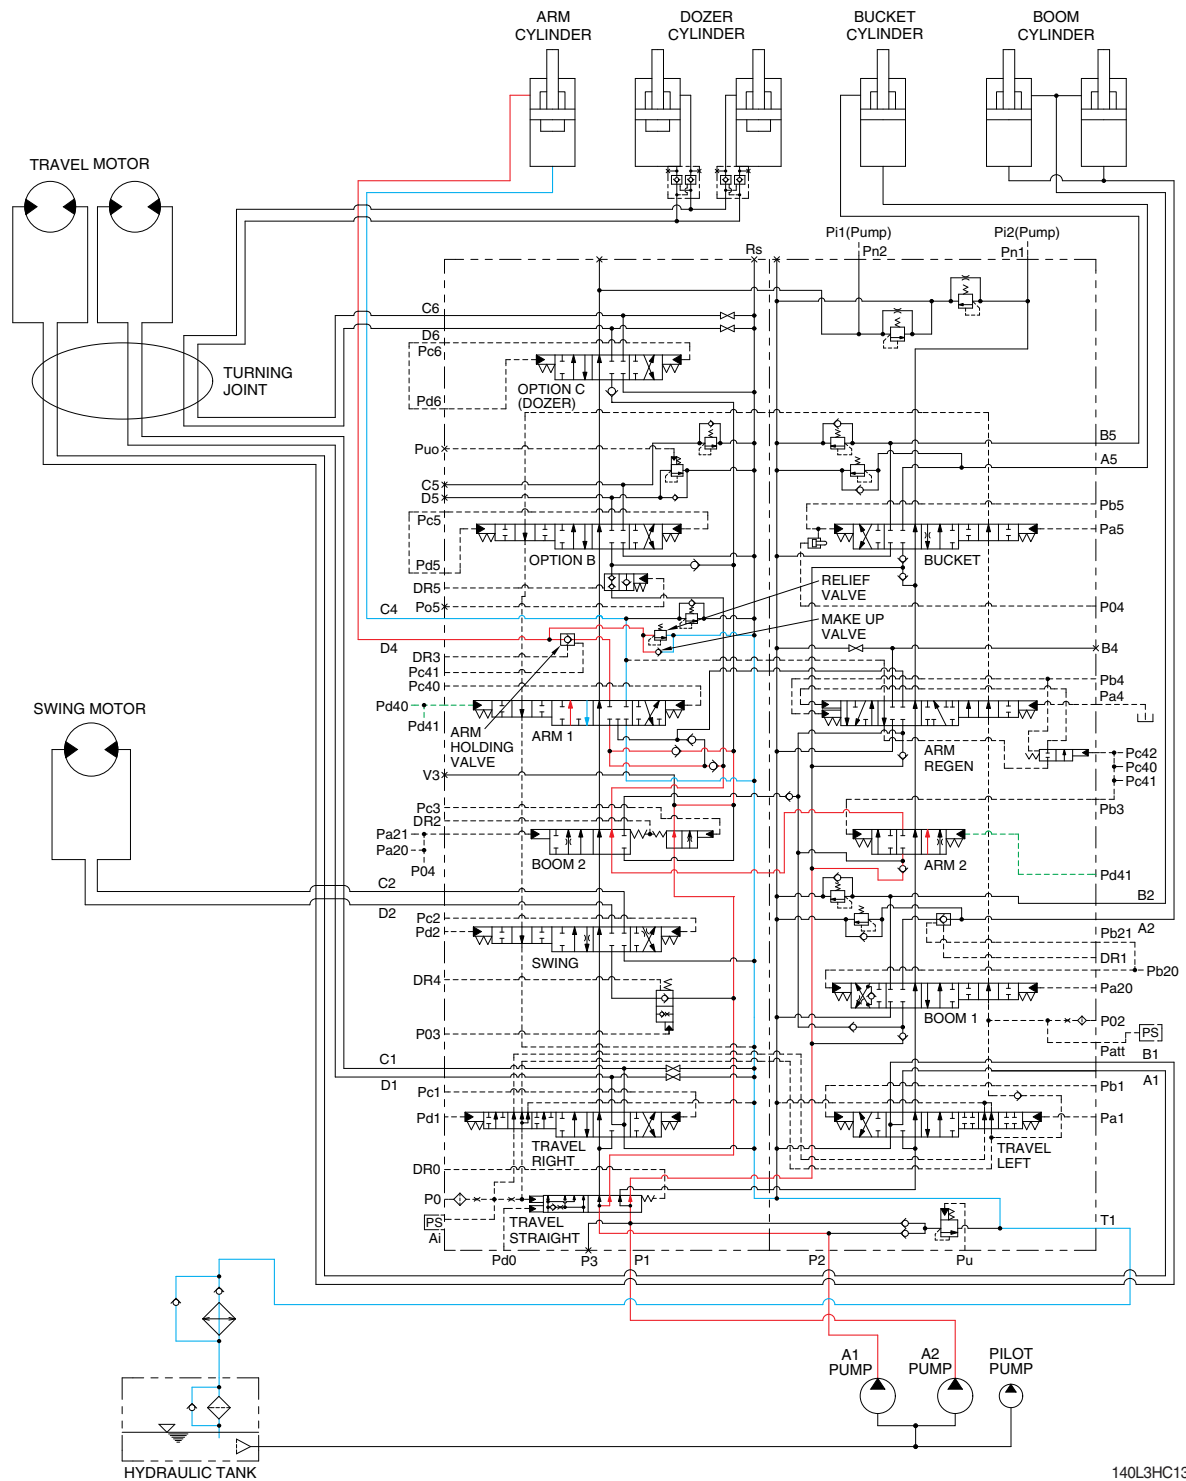 ARM
CYLINDER
DOZER
CYLINDER
BUCKET
CYLINDER
BOOM
CYLINDER
TRAVEL MOTOR
Pi1(Pump)
Pn2
Pi2(Pump)
Pn1
Rs
C6
D6
Pc6
TURNING
JOINT
Pd6
OPTION C
(DOZER)
Puo
B5
A5
C5
D5
Pc5
Pb5
Pa5
Pd5
OPTION B
BUCKET
DR5
Po5
C4
RELIEF
VALVE
P04
MAKE UP
VALVE
D4
B4
DR3
Pc41
Pc40
Pb4
Pa4
Pd40
Pd41
SWING MOTOR
ARM
HOLDING
VALVE
ARM 1
ARM
REGEN
Pc42
Pc40
Pc41
V3
Pc3
DR2
Pb3
Pa21
Pa20
P04
BOOM 2
ARM 2
Pd41
C2
D2
B2
A2
Pc2
Pd2
Pb21
DR1
Pb20
SWING
DR4
Pa20
BOOM 1
P03
P02
PS
Patt
C1
D1
B1
A1
Pc1
Pb1
Pd1
Pa1
TRAVEL
RIGHT
TRAVEL
LEFT
DR0
P0
PS
Ai
TRAVEL
STRAIGHT
T1
Pd0
P3
P1
P2
Pu
A1
PUMP
A2
PUMP
PILOT
PUMP
HYDRAULIC TANK
140L3HC13